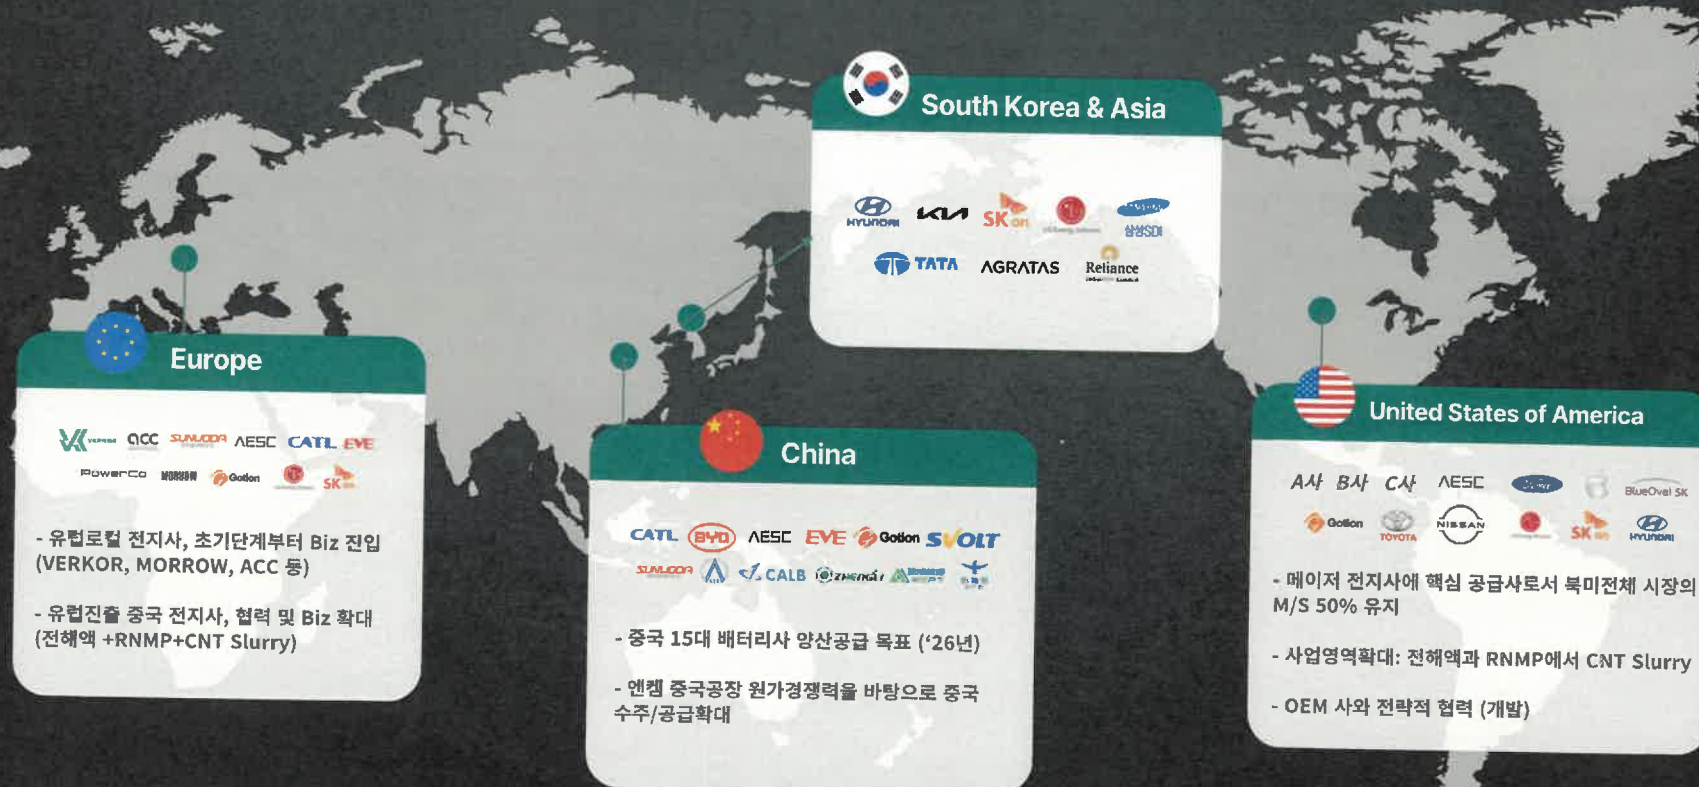 South Korea & Asia
HYUNDAI KIA SK on 삼성SDI
TATA AGRATAS Reliance
Europe
VERKOR acc SUNWODA AESC CATL EVE
PowerCo MORROW Gotion SK on
- 유럽로컬 전지사, 초기단계부터 Biz 진입
(VERKOR, MORROW, ACC 등)
- 유럽진출 중국 전지사, 협력 및 Biz 확대
(전해액 +RNMP+CNT Slurry)
China
CATL BYD AESC EVE Gotion SVOLT
SUNWODA CALB
- 중국 15대 배터리사 양산공급 목표 (‘26년)
- 엔켐 중국공장 원가경쟁력을 바탕으로 중국
수주/공급확대
United States of America
A사 B사 C사 AESC Ford BlueOval SK
Gotion TOYOTA NISSAN SK on HYUNDAI
- 메이저 전지사에 핵심 공급사로서 북미전체 시장의
M/S 50% 유지
- 사업영역확대: 전해액과 RNMP에서 CNT Slurry
- OEM 사와 전략적 협력 (개발)